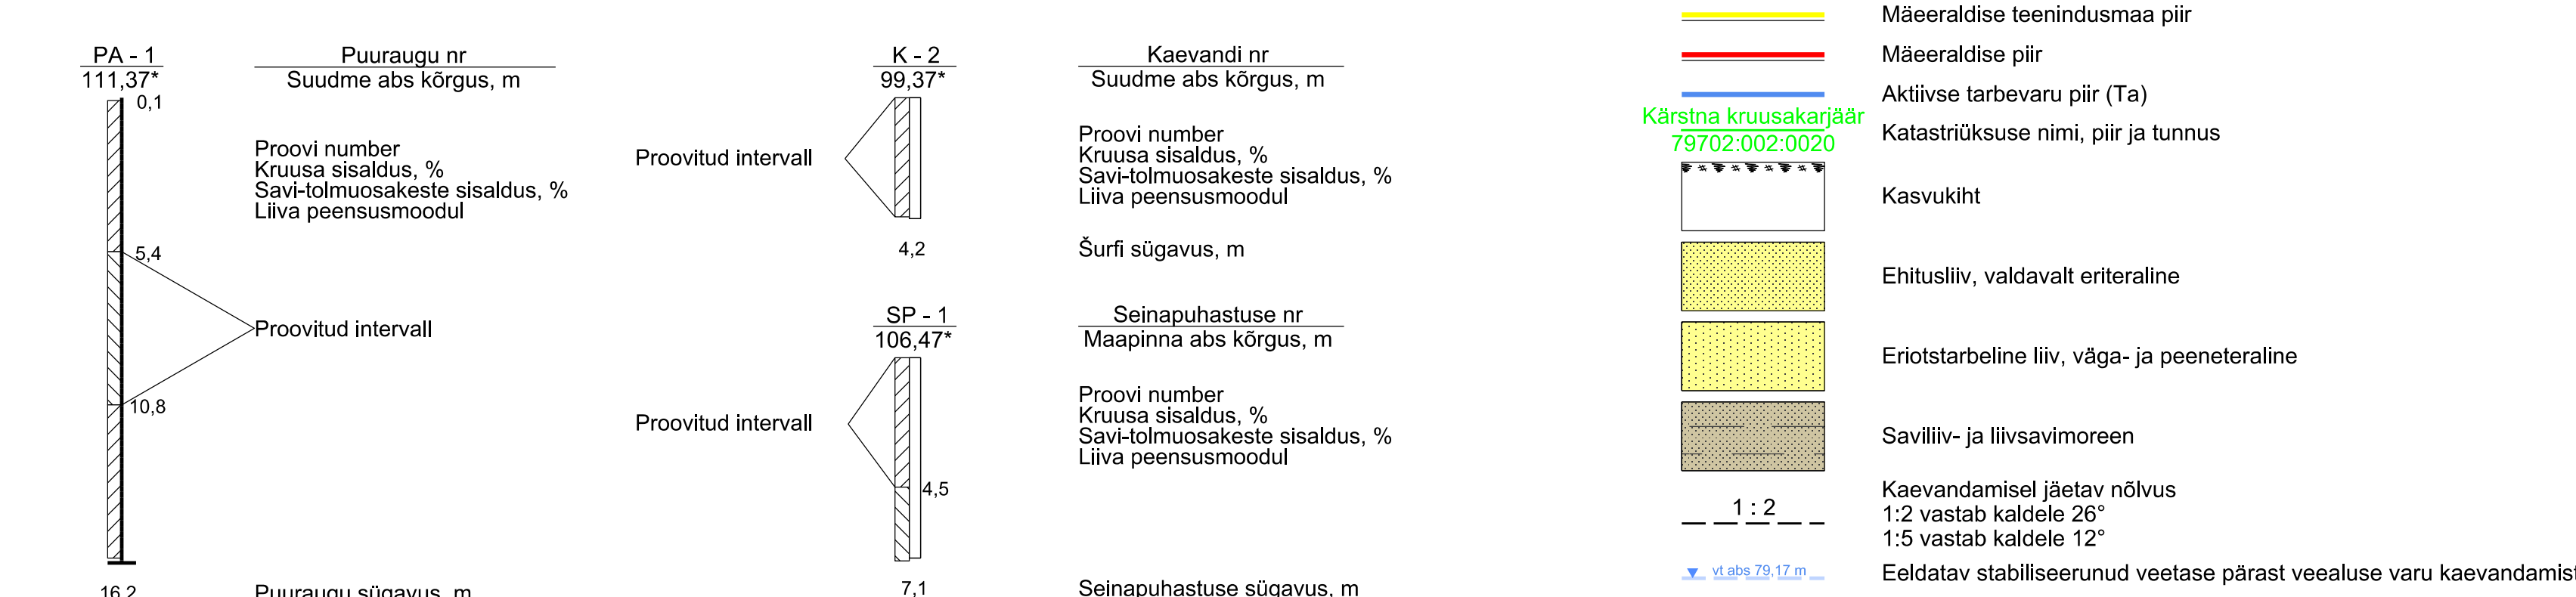 PA - 1
111,37*
0,1
5,4
10,8
16,2
Puuraugu nr
Suudme abs kõrgus, m
Proovi number
Kruusa sisaldus, %
Savi-tolmuosakeste sisaldus, %
Liiva peensusmoodul
Proovitud intervall
Puuraugu sügavus, m
K - 2
99,37*
Proovitud intervall
4,2
Kaevandi nr
Suudme abs kõrgus, m
Proovi number
Kruusa sisaldus, %
Savi-tolmuosakeste sisaldus, %
Liiva peensusmoodul
Šurfi sügavus, m
SP - 1
106,47*
Proovitud intervall
4,5
7,1
Seinapuhastuse nr
Maapinna abs kõrgus, m
Proovi number
Kruusa sisaldus, %
Savi-tolmuosakeste sisaldus, %
Liiva peensusmoodul
Seinapuhastuse sügavus, m
Mäeeraldise teenindusmaa piir
Mäeeraldise piir
Aktiivse tarbevaru piir (Ta)
Kärstna kruusakarjäär
79702:002:0020
Katastriüksuse nimi, piir ja tunnus
Kasvukiht
Ehitusliiv, valdavalt eriteraline
Eriotstarbeline liiv, väga- ja peeneteraline
Saviliiv- ja liivsavimoreen
1 : 2
Kaevandamisel jäetav nõlvus
1:2 vastab kaldele 26°
1:5 vastab kaldele 12°
vt abs 79,17 m
Eeldatav stabiliseerunud veetase pärast veealuse varu